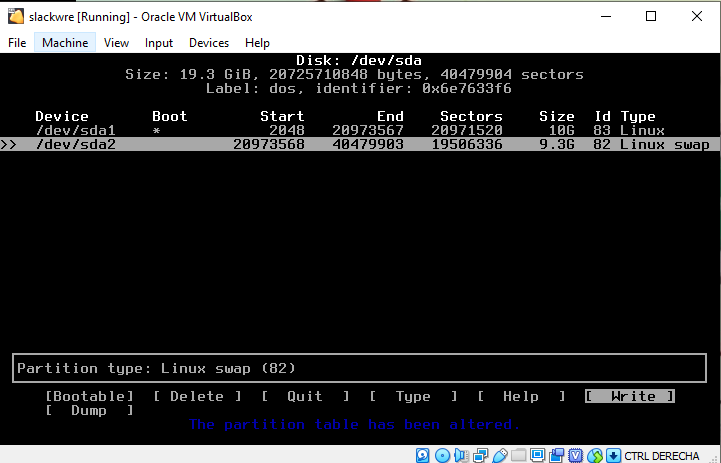 slackwre [Running] - Oracle VM VirtualBox
File Machine View Input Devices Help
Disk: /dev/sda
Size: 19.3 GiB, 20725710848 bytes, 40479904 sectors
Label: dos, identifier: 0x6e7633f6
Device Boot Start End Sectors Size Id Type
/dev/sda1 * 2048 20973567 20971520 10G 83 Linux
>> /dev/sda2 20973568 40479903 19506336 9.3G 82 Linux swap
Partition type: Linux swap (82)
[Bootable] [ Delete ] [ Quit ] [ Type ] [ Help ] [ Write ]
[ Dump ]
The partition table has been altered.
CTRL DERECHA